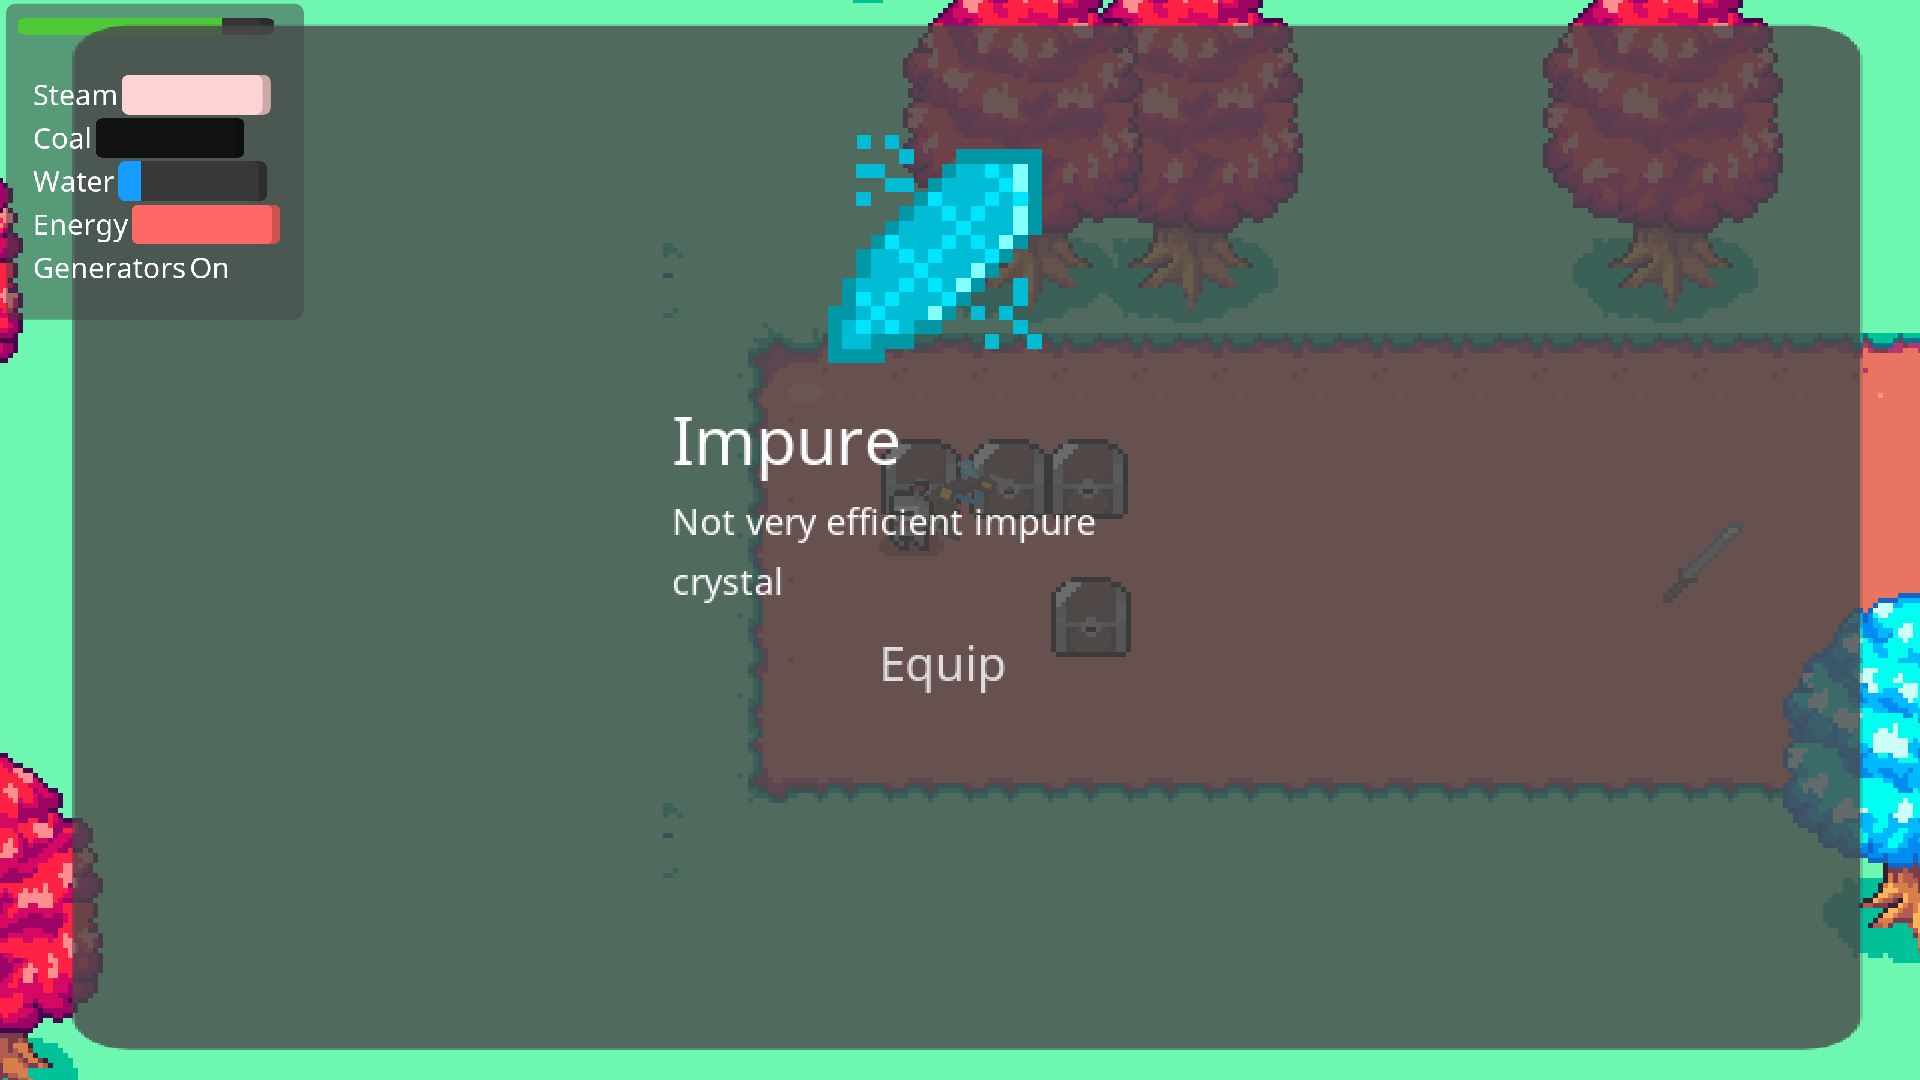 Steam
Coal
Water
Energy
Generators On
Impure
Not very efficient impure
crystal
Equip